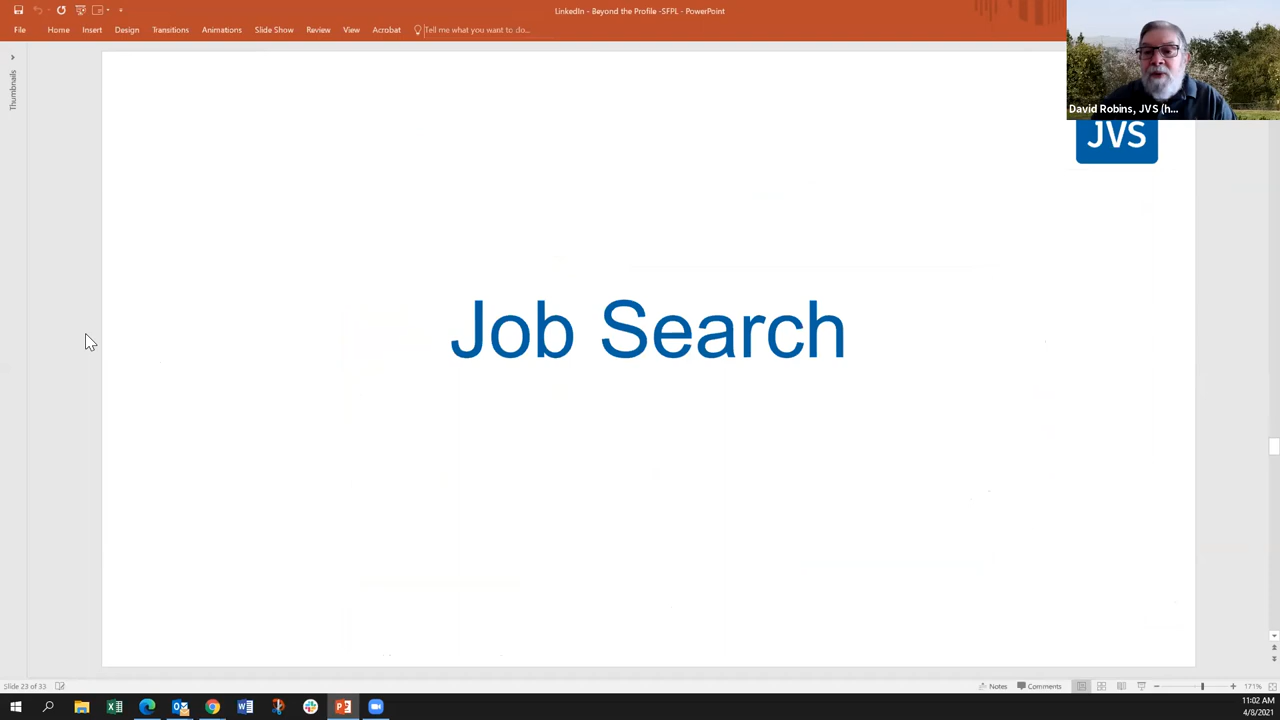 LinkedIn - Beyond the Profile -SFPL - PowerPoint
File Home Insert Design Transitions Animations Slide Show Review View Acrobat Tell me what you want to do...
Thumbnails
David Robins, JVS (h...
JVS
Job Search
Slide 23 of 33 Notes Comments 171%
11:02 AM
4/8/2021